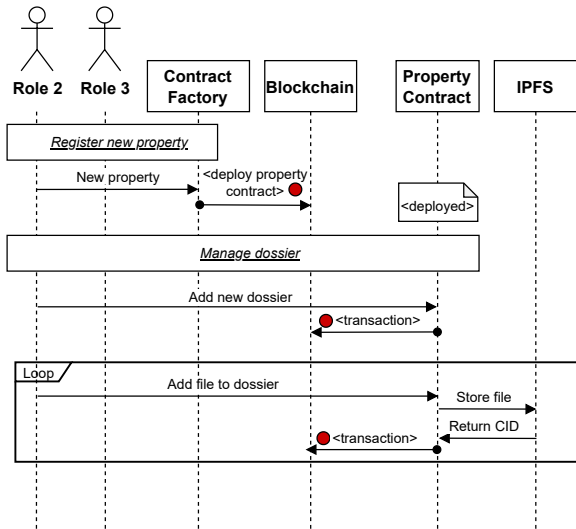 Role 2
Role 3
Contract
Factory
Blockchain
Property
Contract
IPFS
Register new property
New property
<deploy property
contract>
<deployed>
Manage dossier
Add new dossier
<transaction>
Loop
Add file to dossier
Store file
Return CID
<transaction>